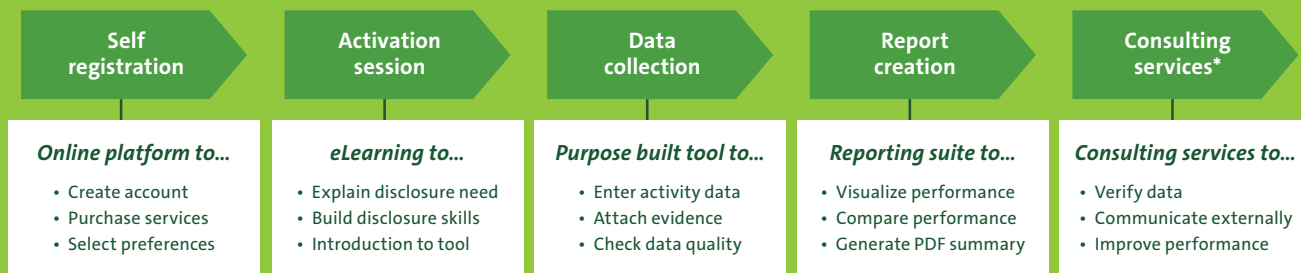 Self
registration
Activation
session
Data
collection
Report
creation
Consulting
services*
Online platform to...
• Create account
• Purchase services
• Select preferences
eLearning to...
• Explain disclosure need
• Build disclosure skills
• Introduction to tool
Purpose built tool to...
• Enter activity data
• Attach evidence
• Check data quality
Reporting suite to...
• Visualize performance
• Compare performance
• Generate PDF summary
Consulting services to...
• Verify data
• Communicate externally
• Improve performance